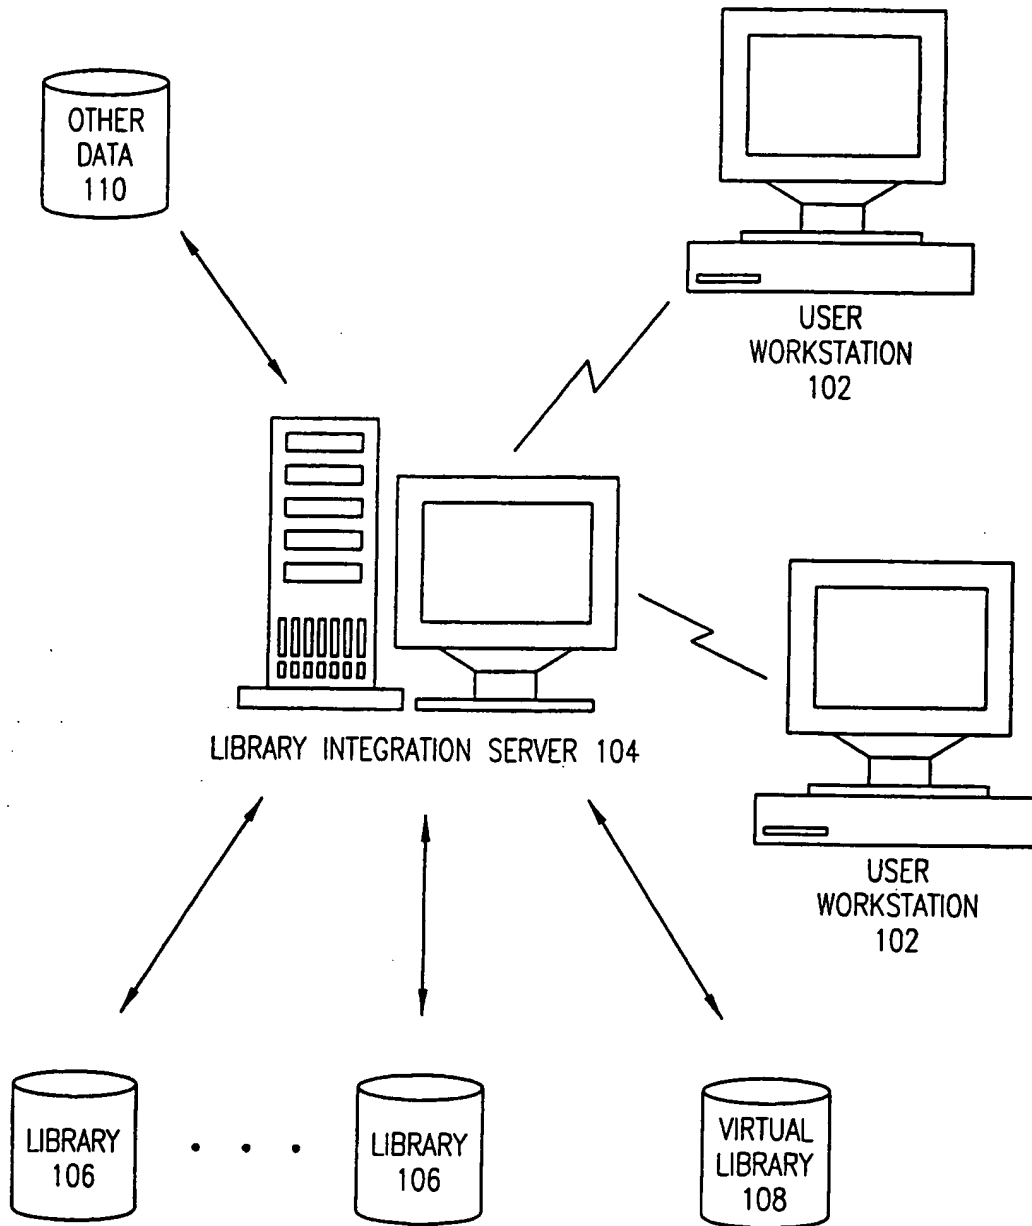 OTHER
DATA
110
USER
WORKSTATION
102
LIBRARY INTEGRATION SERVER 104
USER
WORKSTATION
102
LIBRARY
106
LIBRARY
106
VIRTUAL
LIBRARY
108